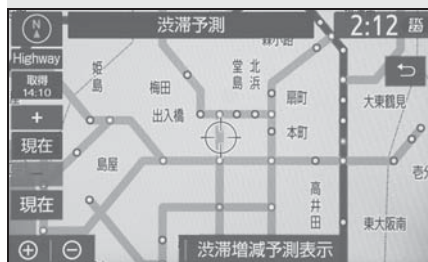 N
渋滞予測
2:12
Highway
取得
14:10
+
現在
現在
姫島
梅田
堂島
北浜
扇町
大東鶴見
出入橋
本町
島屋
高井田
東大阪南
渋滞増減予測表示